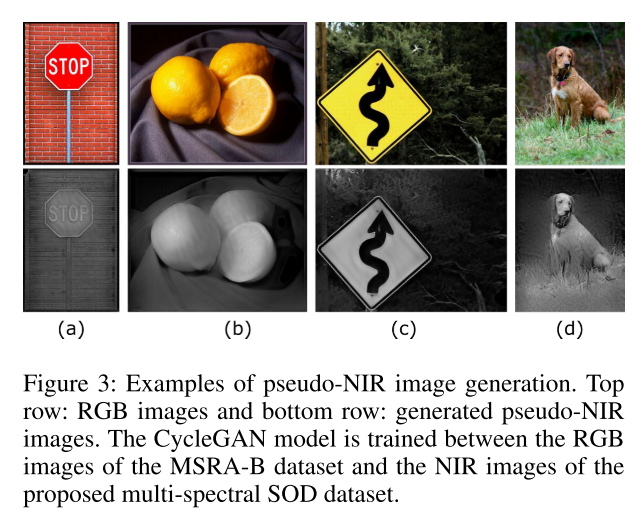 STOP
STOP
(a)
(b)
(c)
(d)
Figure 3: Examples of pseudo-NIR image generation. Top
row: RGB images and bottom row: generated pseudo-NIR
images. The CycleGAN model is trained between the RGB
images of the MSRA-B dataset and the NIR images of the
proposed multi-spectral SOD dataset.